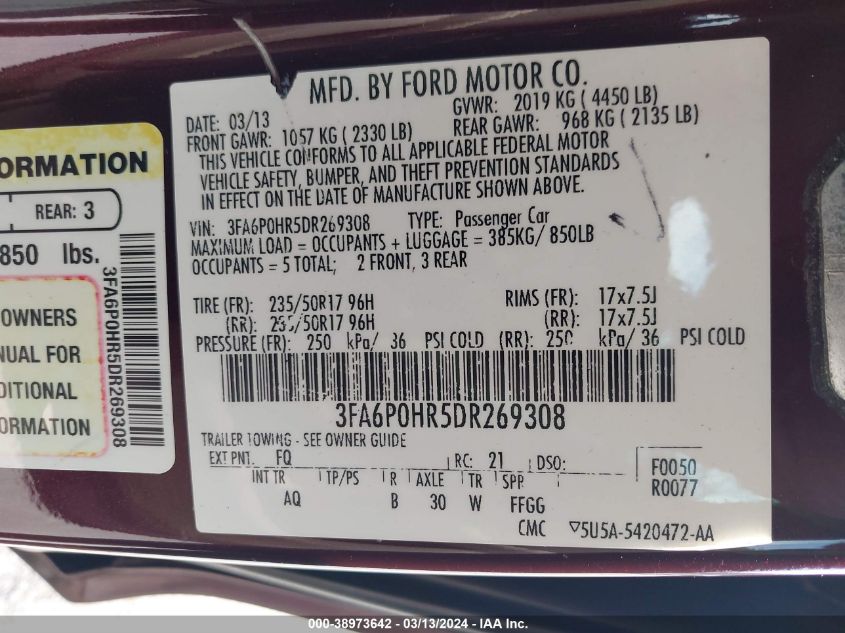 MFD. BY FORD MOTOR CO.
DATE: 03/13 GVWR: 2019 KG ( 4450 LB)
FRONT GAWR: 1057 KG ( 2330 LB) REAR GAWR: 968 KG ( 2135 LB)
THIS VEHICLE CONFORMS TO ALL APPLICABLE FEDERAL MOTOR
VEHICLE SAFETY, BUMPER, AND THEFT PREVENTION STANDARDS
IN EFFECT ON THE DATE OF MANUFACTURE SHOWN ABOVE.
VIN: 3FA6P0HR5DR269308 TYPE: Passenger Car
MAXIMUM LOAD = OCCUPANTS + LUGGAGE = 385KG/ 850LB
OCCUPANTS = 5 TOTAL; 2 FRONT, 3 REAR
TIRE (FR): 235/50R17 96H RIMS (FR): 17x7.5J
(RR): 235/50R17 96H (RR): 17x7.5J
PRESSURE (FR): 250 kPa/ 36 PSI COLD (RR): 250 kPa/ 36 PSI COLD
3FA6P0HR5DR269308
TRAILER TOWING - SEE OWNER GUIDE
EXT PNT: FQ RC: 21 DSO: F0050
INT TR TP/PS R AXLE TR SPP R0077
AQ B 30 W FFGG
CMC ▽5U5A-5420472-AA
ORMATION
REAR: 3
850 lbs.
OWNERS
NUAL FOR
DITIONAL
ORMATION
3FA6P0HR5DR269308
000-38973642 - 03/13/2024 - IAA Inc.